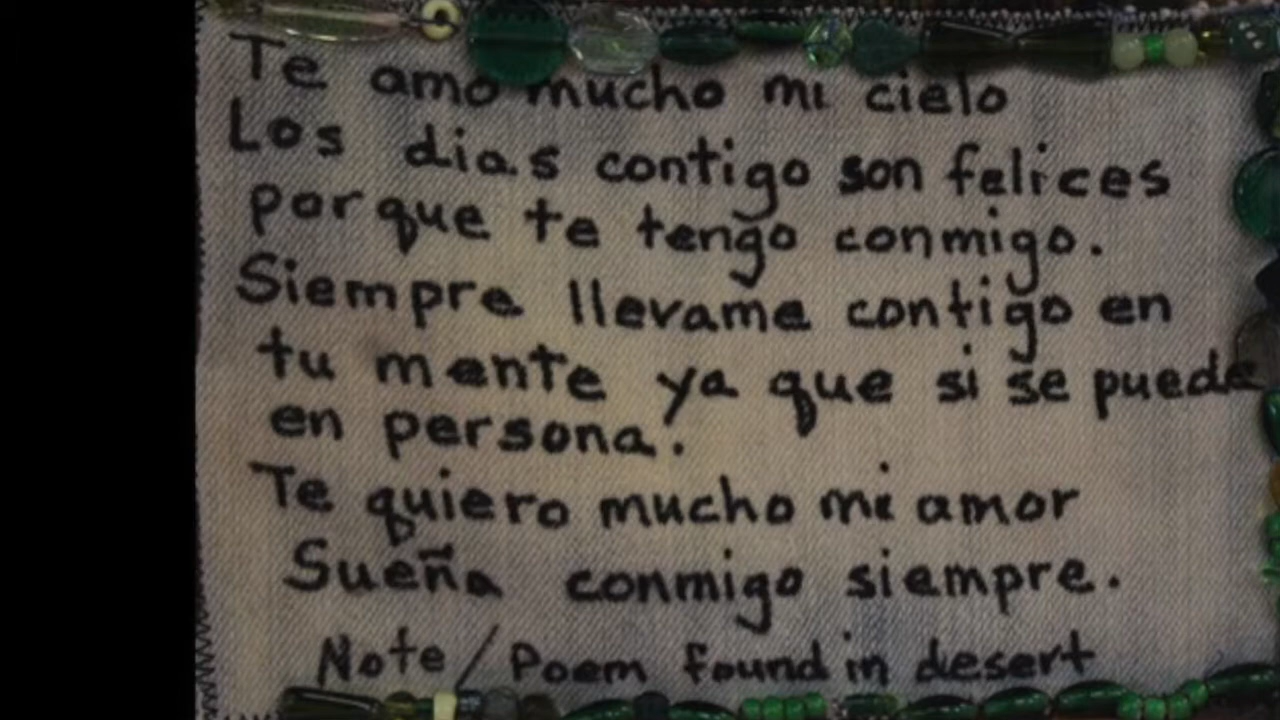 Te amo mucho mi cielo
Los dias contigo son felices
porque te tengo conmigo.
Siempre llevame contigo en
tu mente ya que si se puede
en persona.
Te quiero mucho mi amor
Sueña conmigo siempre.
Note/Poem found in desert